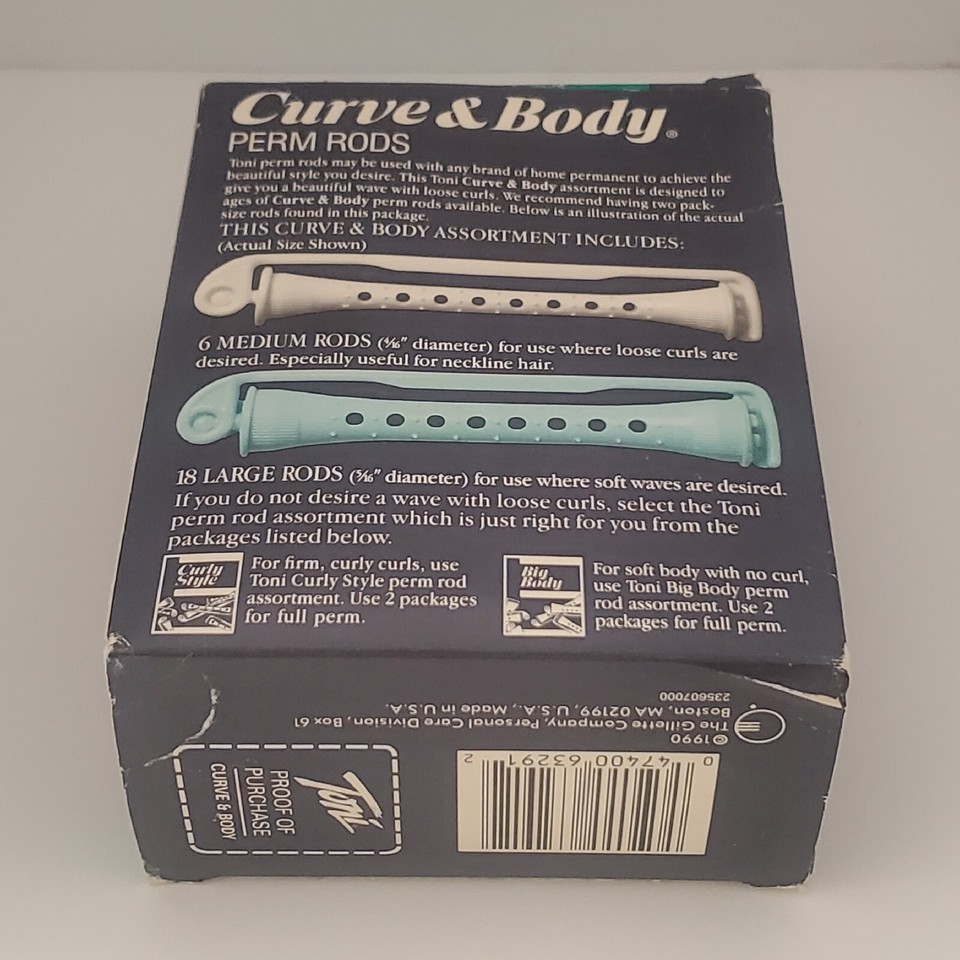 Curve & Body®
PERM RODS
Toni perm rods may be used with any brand of home permanent to achieve the
beautiful style you desire. This Toni Curve & Body assortment is designed to
give you a beautiful wave with loose curls. We recommend having two pack-
ages of Curve & Body perm rods available. Below is an illustration of the actual
size rods found in this package.
THIS CURVE & BODY ASSORTMENT INCLUDES:
(Actual Size Shown)
6 MEDIUM RODS (4/16" diameter) for use where loose curls are
desired. Especially useful for neckline hair.
18 LARGE RODS (5/16" diameter) for use where soft waves are desired.
If you do not desire a wave with loose curls, select the Toni
perm rod assortment which is just right for you from the
packages listed below.
Curly
Style
For firm, curly curls, use
Toni Curly Style perm rod
assortment. Use 2 packages
for full perm.
Big
Body
For soft body with no curl,
use Toni Big Body perm
rod assortment. Use 2
packages for full perm.
©1990
The Gillette Company, Personal Care Division, Box 61
Boston, MA 02199, U.S.A., Made in U.S.A.
235607000
0 47400 63291 2
Toni
PROOF OF
PURCHASE
CURVE & BODY